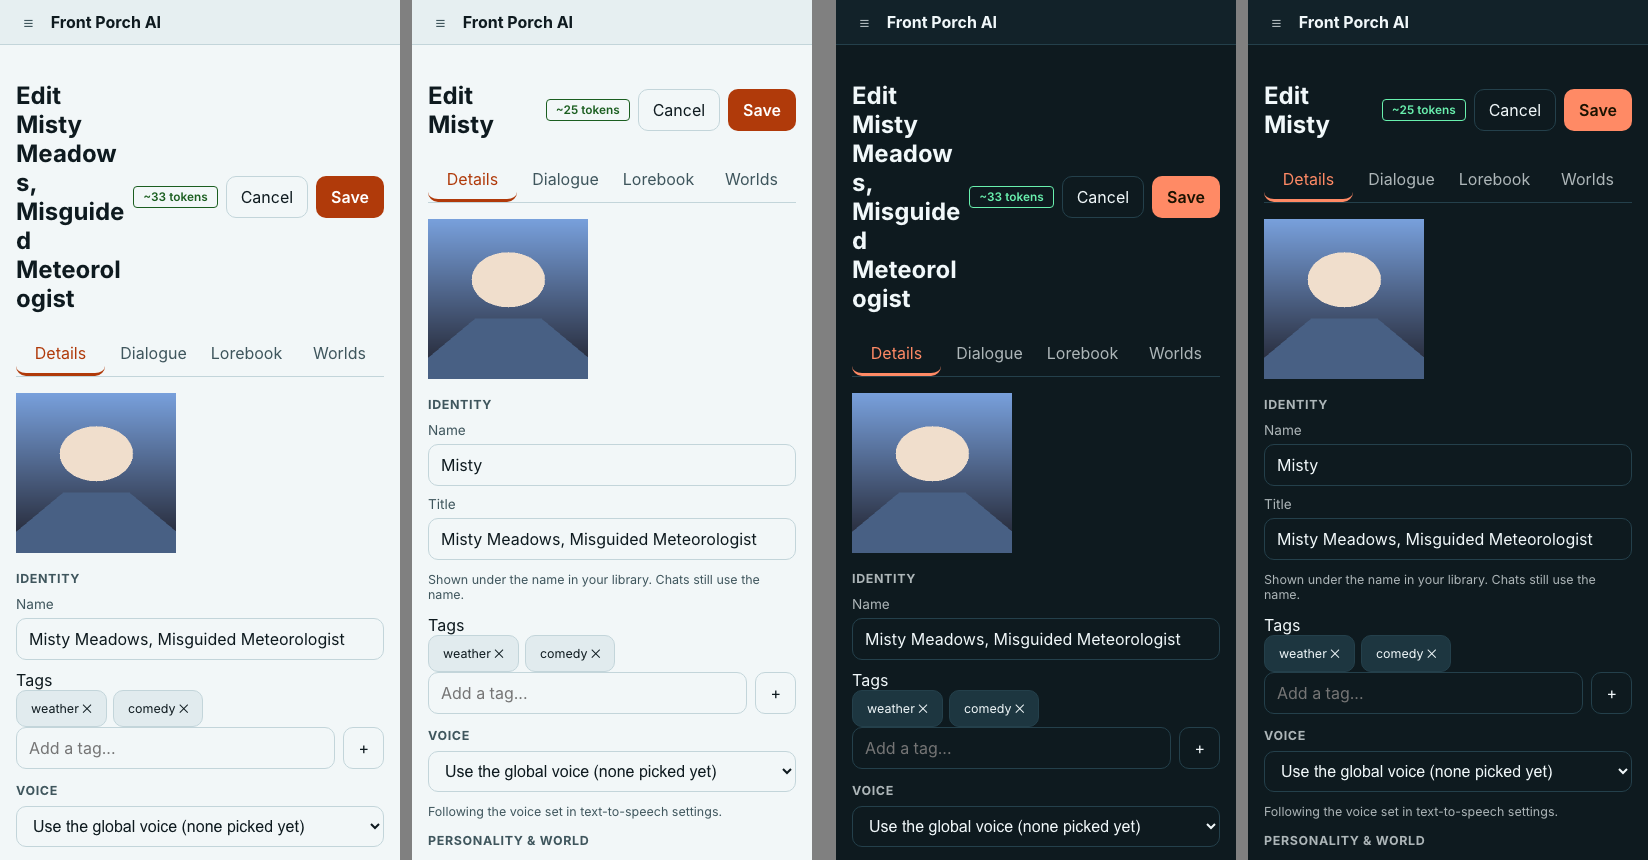 ≡ Front Porch AI
Edit
Misty
Meadow
s,
Misguide
d
Meteorol
ogist
~33 tokens
Cancel
Save
Details Dialogue Lorebook Worlds
IDENTITY
Name
Misty Meadows, Misguided Meteorologist
Tags
weather ✕ comedy ✕
Add a tag...
+
VOICE
Use the global voice (none picked yet)
≡ Front Porch AI
Edit
Misty
~25 tokens
Cancel
Save
Details Dialogue Lorebook Worlds
IDENTITY
Name
Misty
Title
Misty Meadows, Misguided Meteorologist
Shown under the name in your library. Chats still use the
name.
Tags
weather ✕ comedy ✕
Add a tag...
+
VOICE
Use the global voice (none picked yet)
Following the voice set in text-to-speech settings.
PERSONALITY & WORLD
≡ Front Porch AI
Edit
Misty
Meadow
s,
Misguide
d
Meteorol
ogist
~33 tokens
Cancel
Save
Details Dialogue Lorebook Worlds
IDENTITY
Name
Misty Meadows, Misguided Meteorologist
Tags
weather ✕ comedy ✕
Add a tag...
+
VOICE
Use the global voice (none picked yet)
≡ Front Porch AI
Edit
Misty
~25 tokens
Cancel
Save
Details Dialogue Lorebook Worlds
IDENTITY
Name
Misty
Title
Misty Meadows, Misguided Meteorologist
Shown under the name in your library. Chats still use the
name.
Tags
weather ✕ comedy ✕
Add a tag...
+
VOICE
Use the global voice (none picked yet)
Following the voice set in text-to-speech settings.
PERSONALITY & WORLD